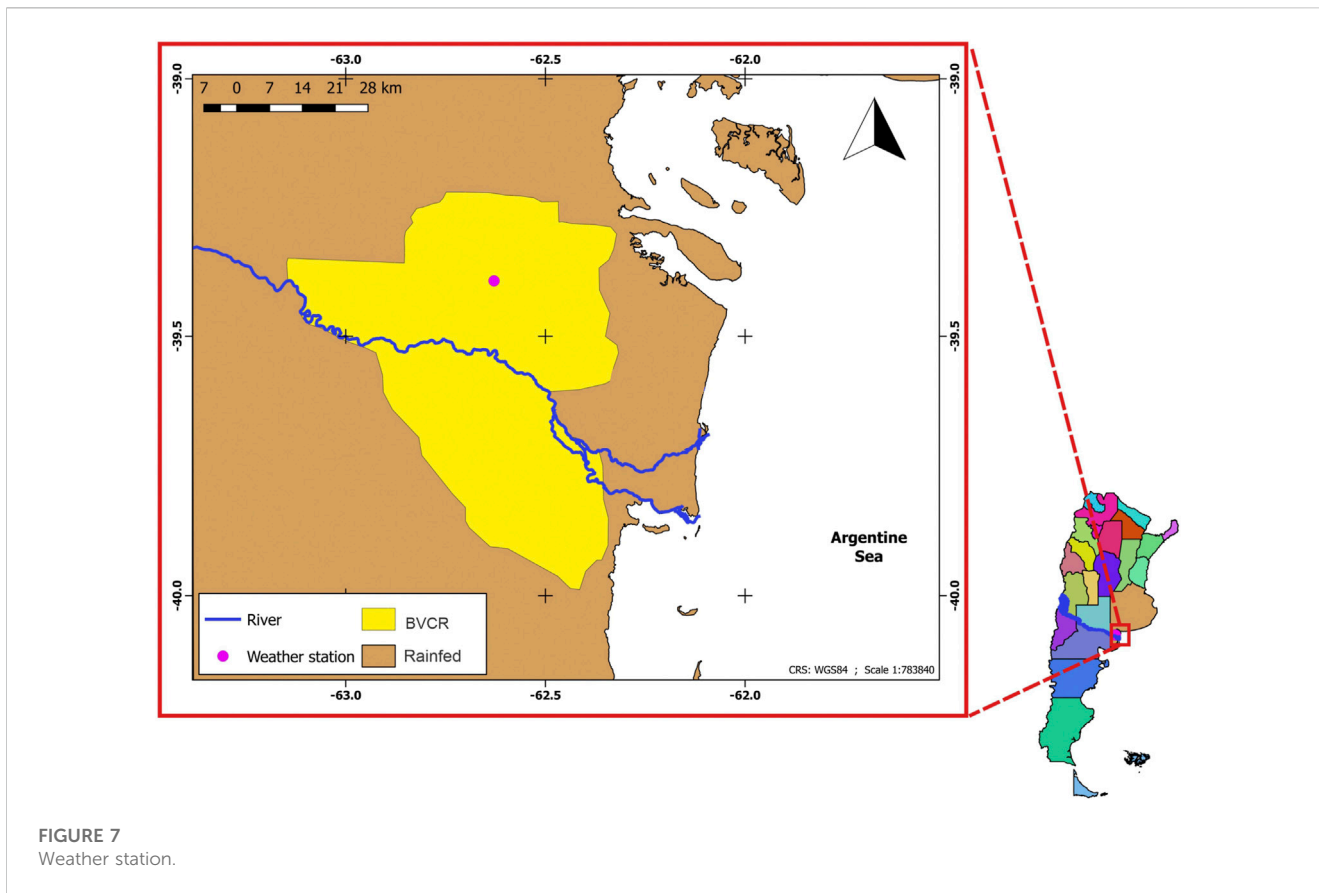 -63.0 -62.5 -62.0
-39.0 -39.0
7 0 7 14 21 28 km
-39.5 -39.5
Argentine
Sea
-40.0 -40.0
River BVCR
Weather station Rainfed
CRS: WGS84 ; Scale 1:783840
-63.0 -62.5 -62.0
FIGURE 7
Weather station.